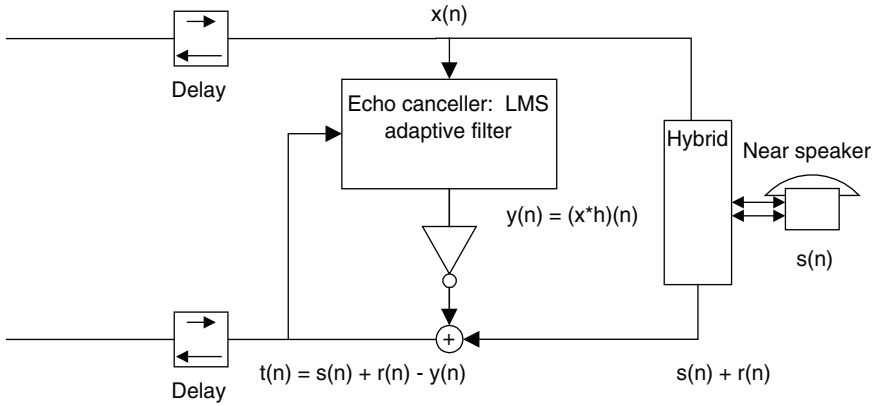 x(n)
Delay
Echo canceller: LMS
adaptive filter
Hybrid
Near speaker
y(n) = (x*h)(n)
s(n)
+
t(n) = s(n) + r(n) - y(n)
s(n) + r(n)
Delay